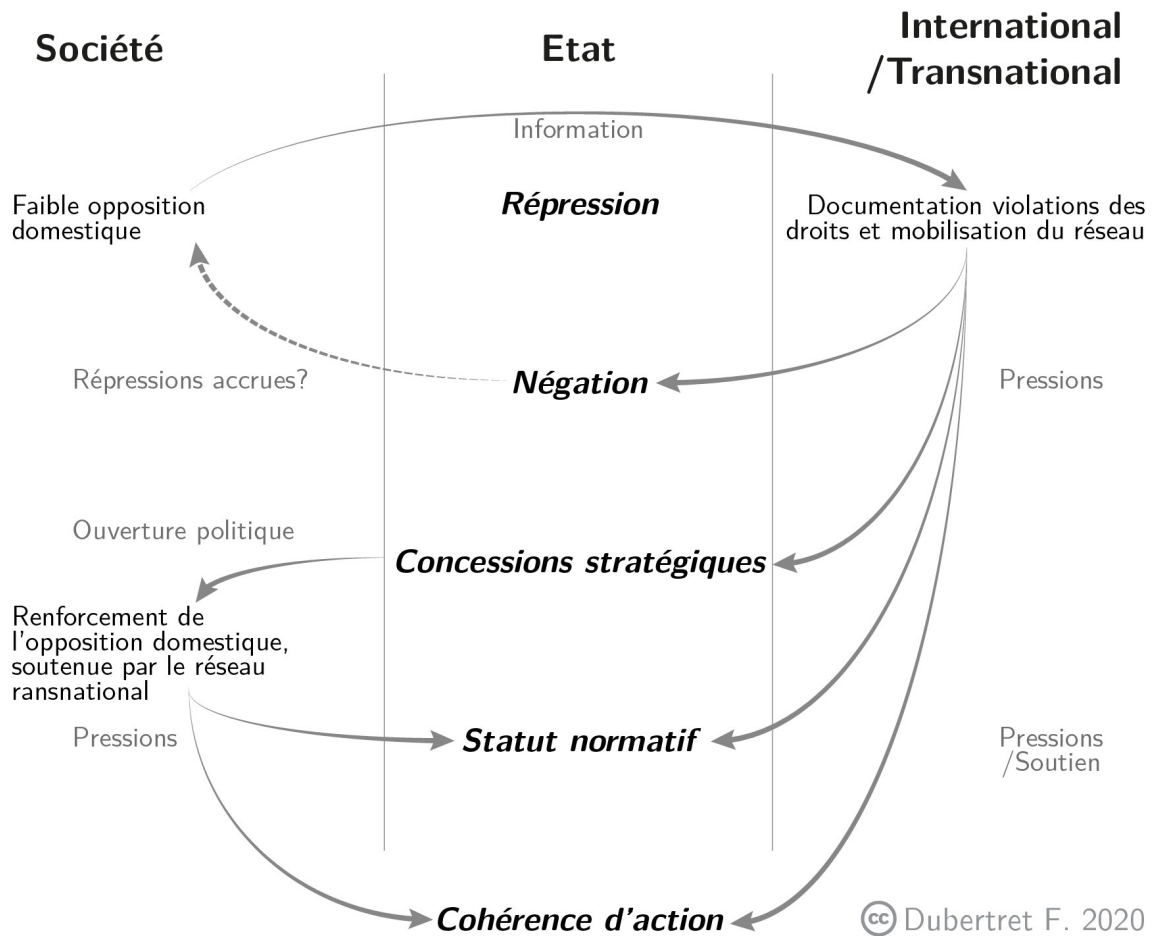 Société
Etat
International
/Transnational
Information
Faible opposition
domestique
Répression
Documentation violations des
droits et mobilisation du réseau
Répressions accrues?
Négation
Pressions
Ouverture politique
Concessions stratégiques
Renforcement de
l'opposition domestique,
soutenue par le réseau
ransnational
Pressions
Statut normatif
Pressions
/Soutien
Cohérence d'action
cc Dubertret F. 2020